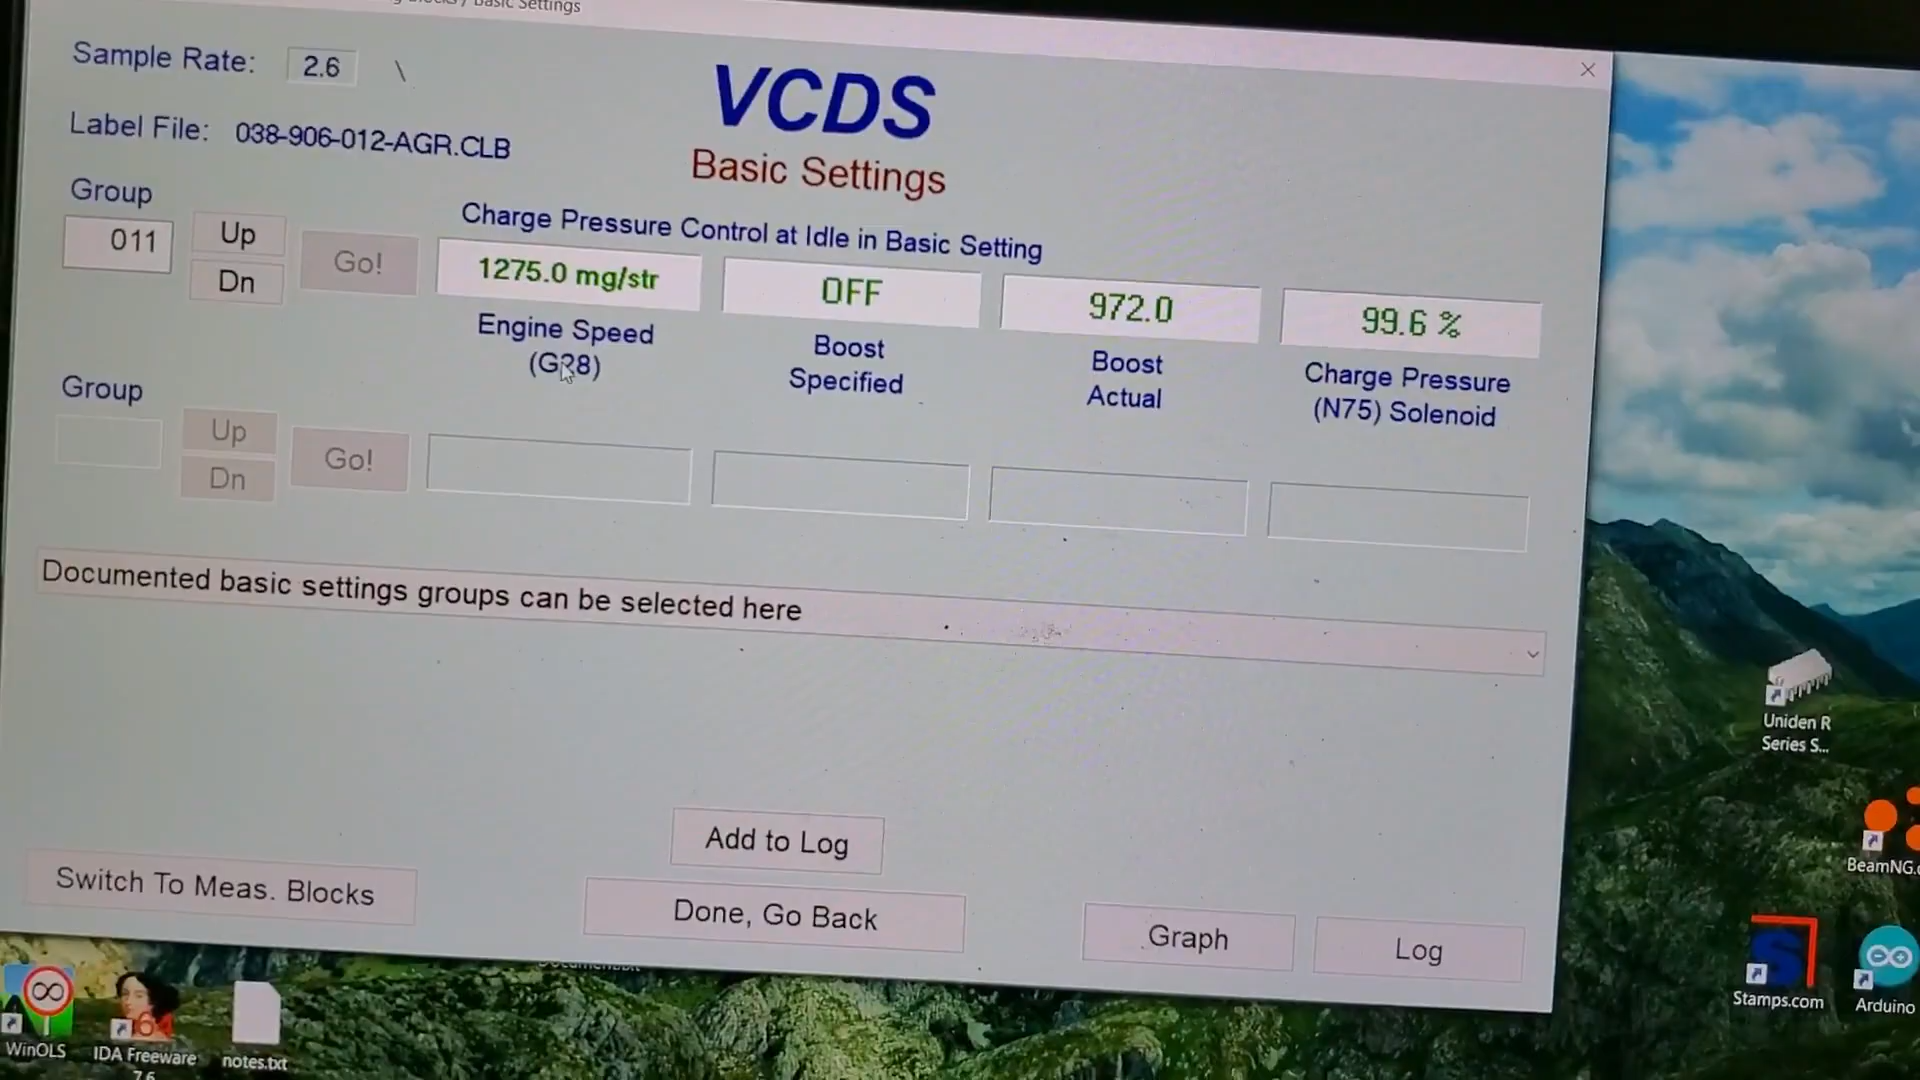 Basic Settings
Sample Rate: 2.6 \
VCDS
Label File: 038-906-012-AGR.CLB
Basic Settings
Group
Charge Pressure Control at Idle in Basic Setting
011
Up
Dn
Go!
1275.0 mg/str
OFF
972.0
99.6 %
Engine Speed
(G28)
Boost
Specified
Boost
Actual
Charge Pressure
(N75) Solenoid
Group
Up
Dn
Go!
Documented basic settings groups can be selected here
Uniden R
Series S...
Add to Log
Switch To Meas. Blocks
Done, Go Back
Graph
Log
BeamNG.
Stamps.com
Arduino
WinOLS
64
IDA Freeware
7.6
notes.txt